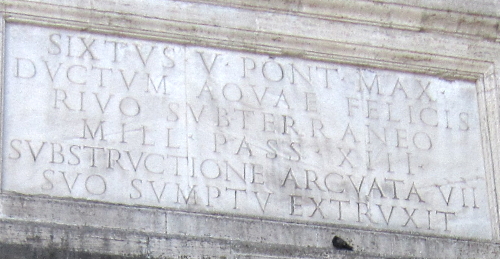 SIXTVS V · PONT · MAX
DVCTVM AQVAE FELICIS
RIVO SVBTERRANEO
MILL · PASS · XIII ·
SVBSTRVCTIONE ARCVATA VII
SVO SVMPTV EXTRVXIT